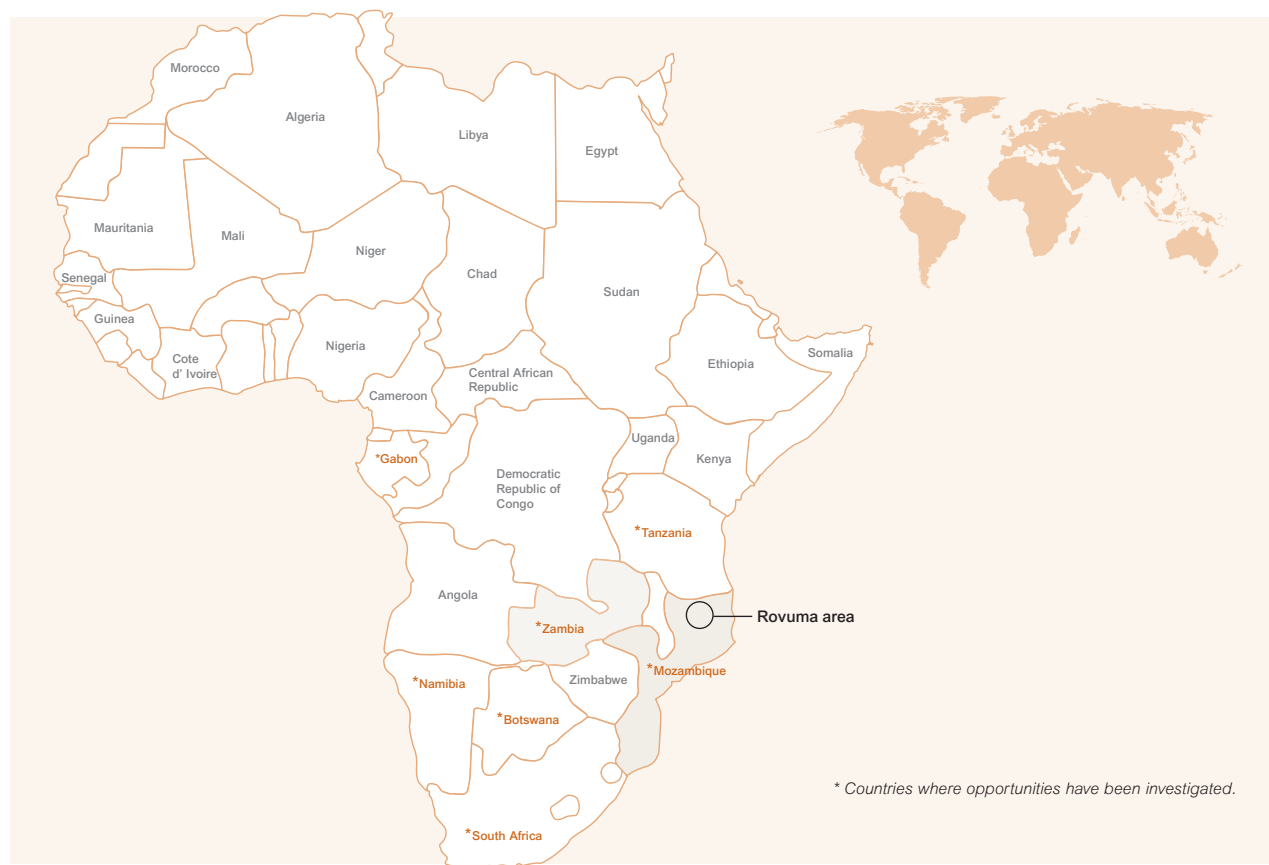 Morocco
Algeria
Libya
Egypt
Mauritania
Mali
Niger
Chad
Sudan
Senegal
Guinea
Cote
d' Ivoire
Nigeria
Cameroon
Central African
Republic
Ethiopia
Somalia
Uganda
Kenya
*Gabon
Democratic
Republic of
Congo
*Tanzania
Angola
*Zambia
Rovuma area
*Mozambique
Zimbabwe
*Namibia
*Botswana
*South Africa
* Countries where opportunities have been investigated.